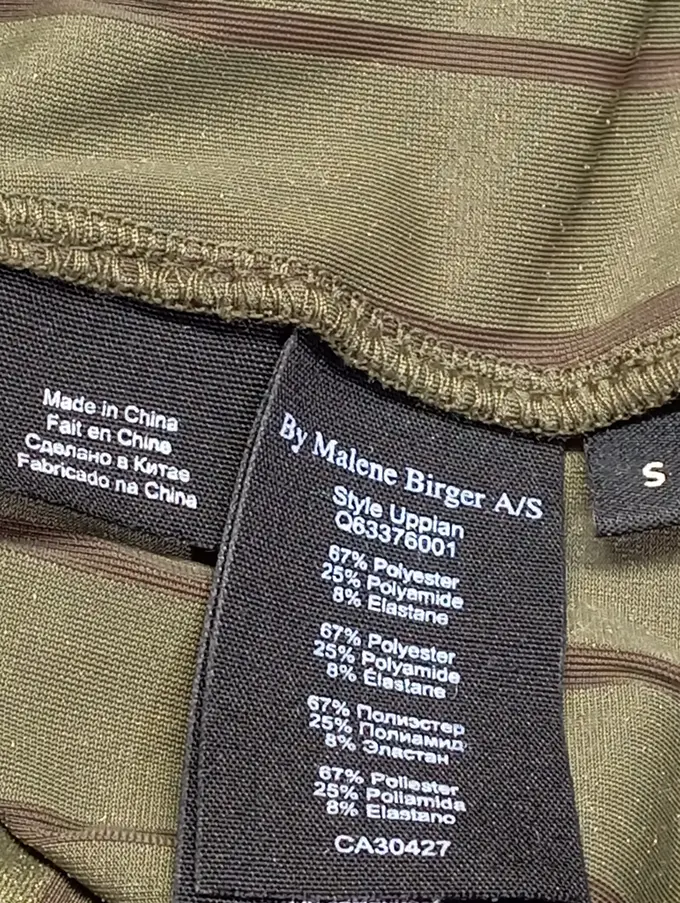 Made in China
Fait en Chine
Сделано в Китае
Fabricado na China
By Malene Birger A/S
Style Uppian
Q63376001
67% Polyester
25% Polyamide
8% Elastane
67% Polyester
25% Polyamide
8% Élastane
67% Полиэстер
25% Полиамид
8% Эластан
67% Poliester
25% Poliamida
8% Elastano
CA30427
S